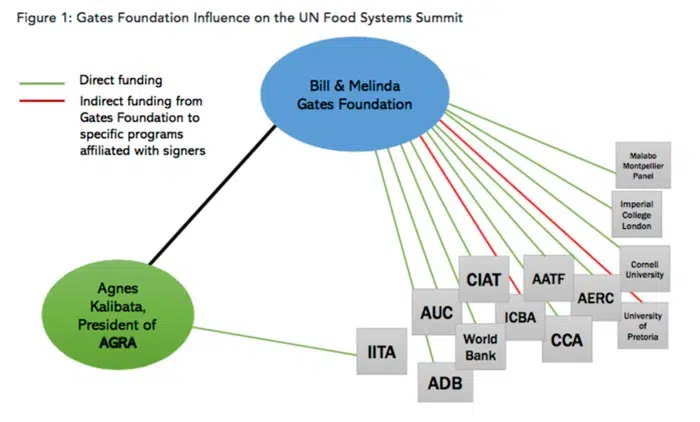 Figure 1: Gates Foundation Influence on the UN Food Systems Summit
Direct funding
Indirect funding from
Gates Foundation to
specific programs
affiliated with signers
Bill & Melinda
Gates Foundation
Malabo
Montpellier
Panel
Imperial
College
London
Cornell
University
University
of
Pretoria
CIAT
AATF
AERC
AUC
ICBA
World
Bank
CCA
IITA
ADB
Agnes
Kalibata,
President of
AGRA